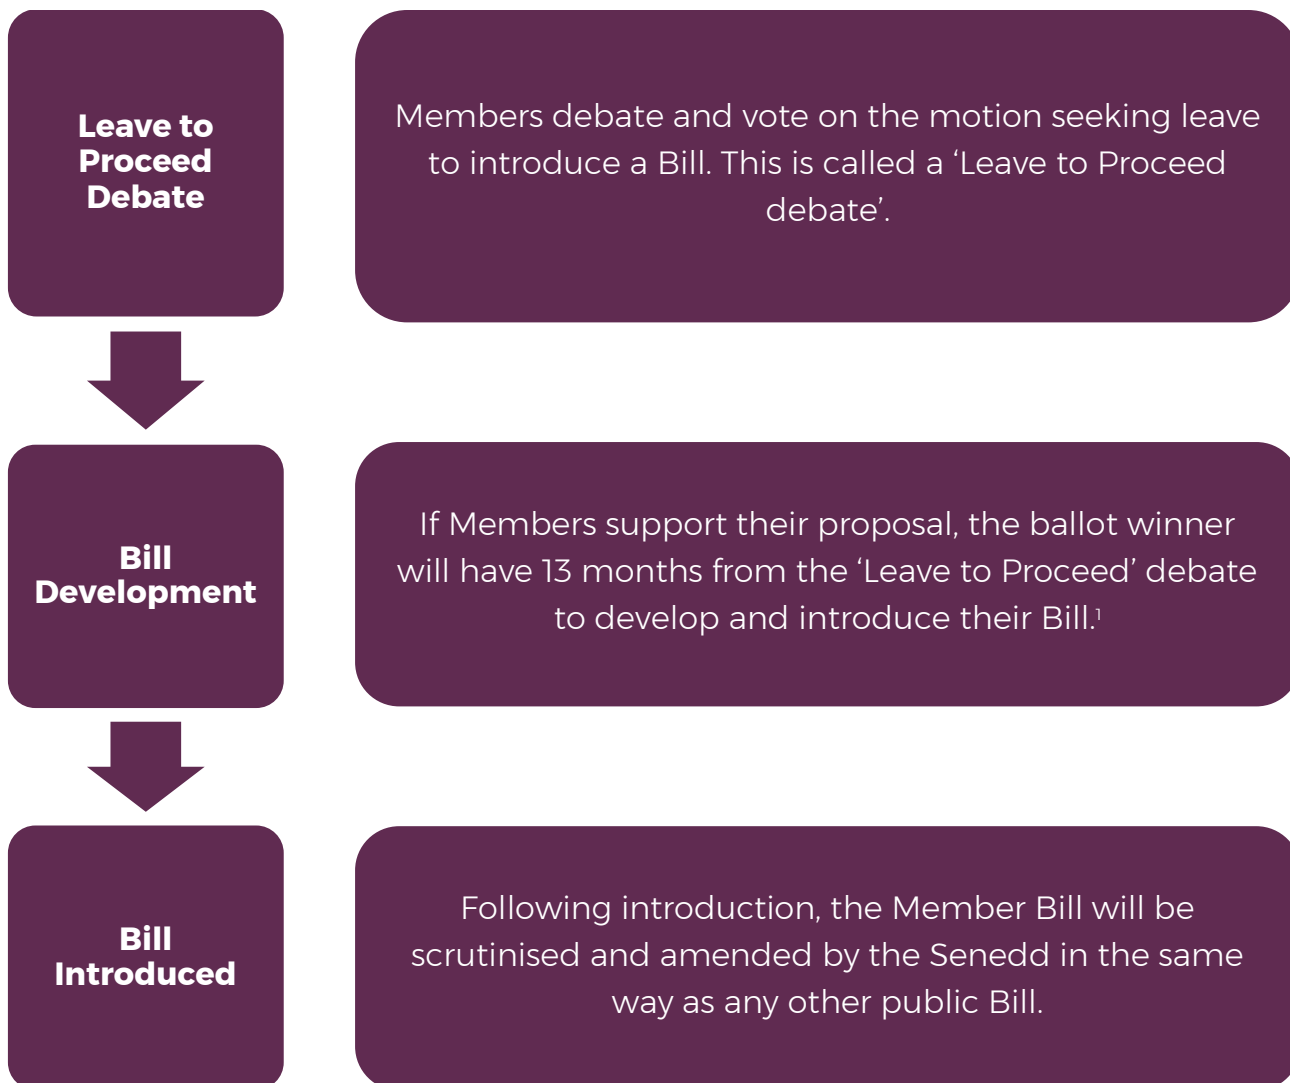 Leave to
Proceed
Debate
Members debate and vote on the motion seeking leave
to introduce a Bill. This is called a ‘Leave to Proceed
debate’.
Bill
Development
If Members support their proposal, the ballot winner
will have 13 months from the ‘Leave to Proceed’ debate
to develop and introduce their Bill.¹
Bill
Introduced
Following introduction, the Member Bill will be
scrutinised and amended by the Senedd in the same
way as any other public Bill.